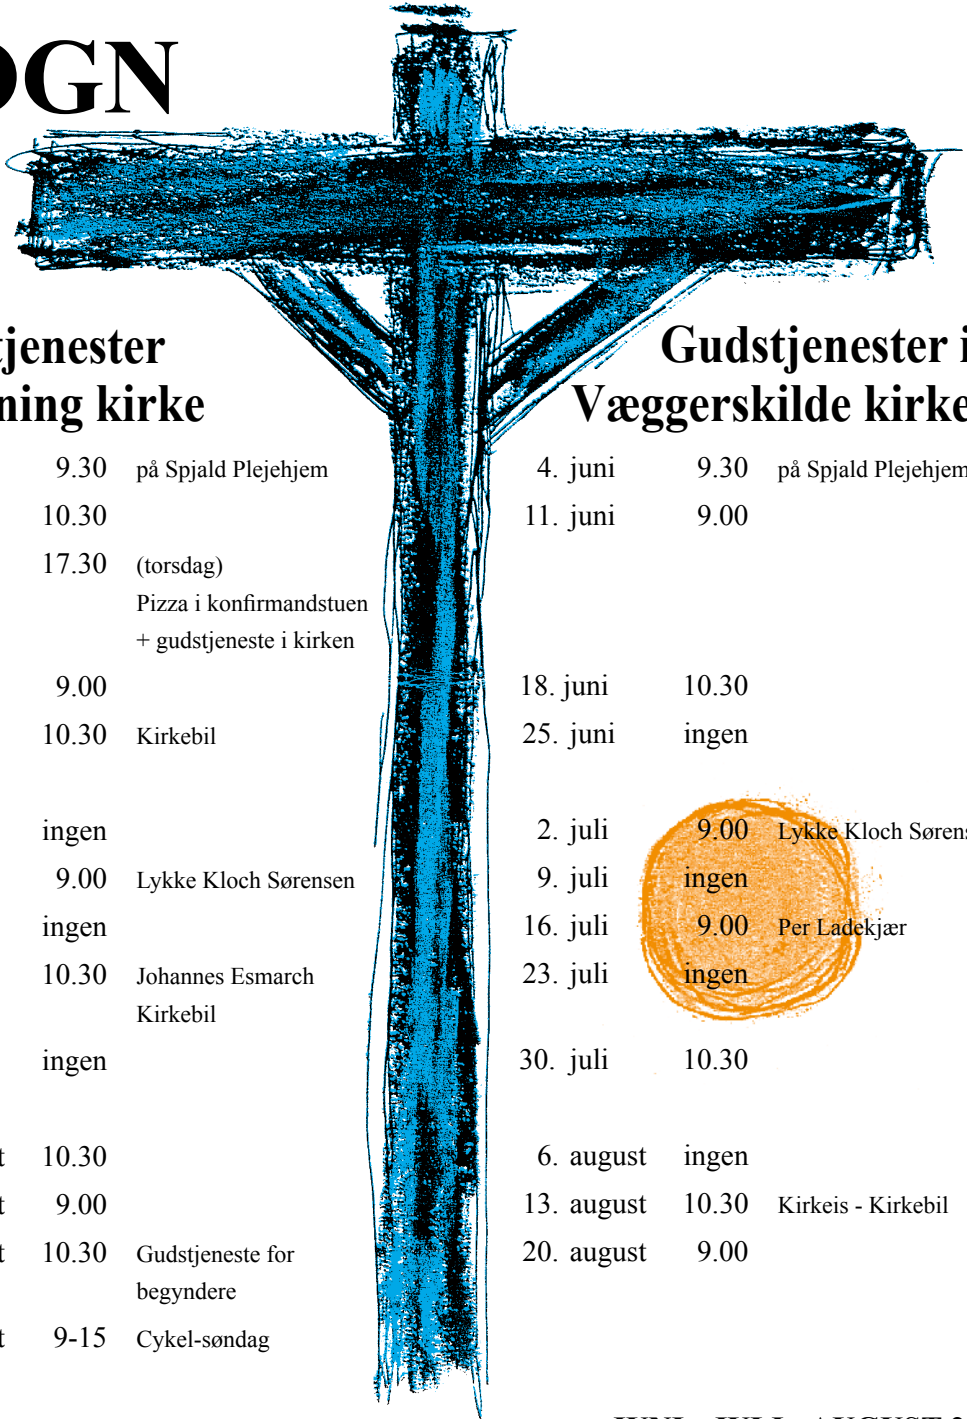 OGN
tjenester
ning kirke
9.30 på Spjald Plejehjem
10.30
17.30 (torsdag)
Pizza i konfirmandstuen
+ gudstjeneste i kirken
9.00
10.30 Kirkebil
ingen
9.00 Lykke Kloch Sørensen
ingen
10.30 Johannes Esmarch
Kirkebil
ingen
t 10.30
t 9.00
t 10.30 Gudstjeneste for
begyndere
t 9-15 Cykel-søndag
Gudstjenester i
Væggerskilde kirke
4. juni 9.30 på Spjald Plejehjem
11. juni 9.00
18. juni 10.30
25. juni ingen
2. juli 9.00 Lykke Kloch Sørens
9. juli ingen
16. juli 9.00 Per Ladekjær
23. juli ingen
30. juli 10.30
6. august ingen
13. august 10.30 Kirkeis - Kirkebil
20. august 9.00